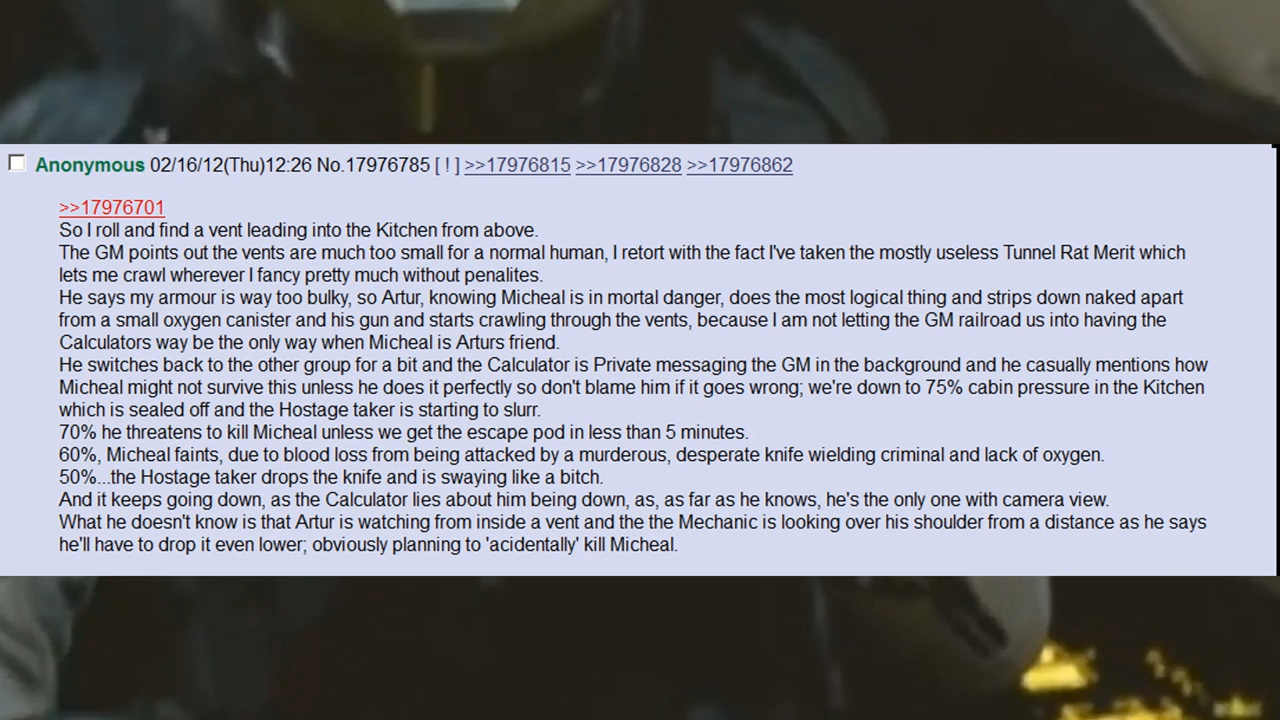 Anonymous 02/16/12(Thu)12:26 No.17976785 [ ! ] >>17976815 >>17976828 >>17976862
>>17976701
So I roll and find a vent leading into the Kitchen from above.
The GM points out the vents are much too small for a normal human, I retort with the fact I've taken the mostly useless Tunnel Rat Merit which
lets me crawl wherever I fancy pretty much without penalites.
He says my armour is way too bulky, so Artur, knowing Micheal is in mortal danger, does the most logical thing and strips down naked apart
from a small oxygen canister and his gun and starts crawling through the vents, because I am not letting the GM railroad us into having the
Calculators way be the only way when Micheal is Arturs friend.
He switches back to the other group for a bit and the Calculator is Private messaging the GM in the background and he casually mentions how
Micheal might not survive this unless he does it perfectly so don't blame him if it goes wrong; we're down to 75% cabin pressure in the Kitchen
which is sealed off and the Hostage taker is starting to slurr.
70% he threatens to kill Micheal unless we get the escape pod in less than 5 minutes.
60%, Micheal faints, due to blood loss from being attacked by a murderous, desperate knife wielding criminal and lack of oxygen.
50%...the Hostage taker drops the knife and is swaying like a bitch.
And it keeps going down, as the Calculator lies about him being down, as, as far as he knows, he's the only one with camera view.
What he doesn't know is that Artur is watching from inside a vent and the the Mechanic is looking over his shoulder from a distance as he says
he'll have to drop it even lower; obviously planning to 'acidentally' kill Micheal.